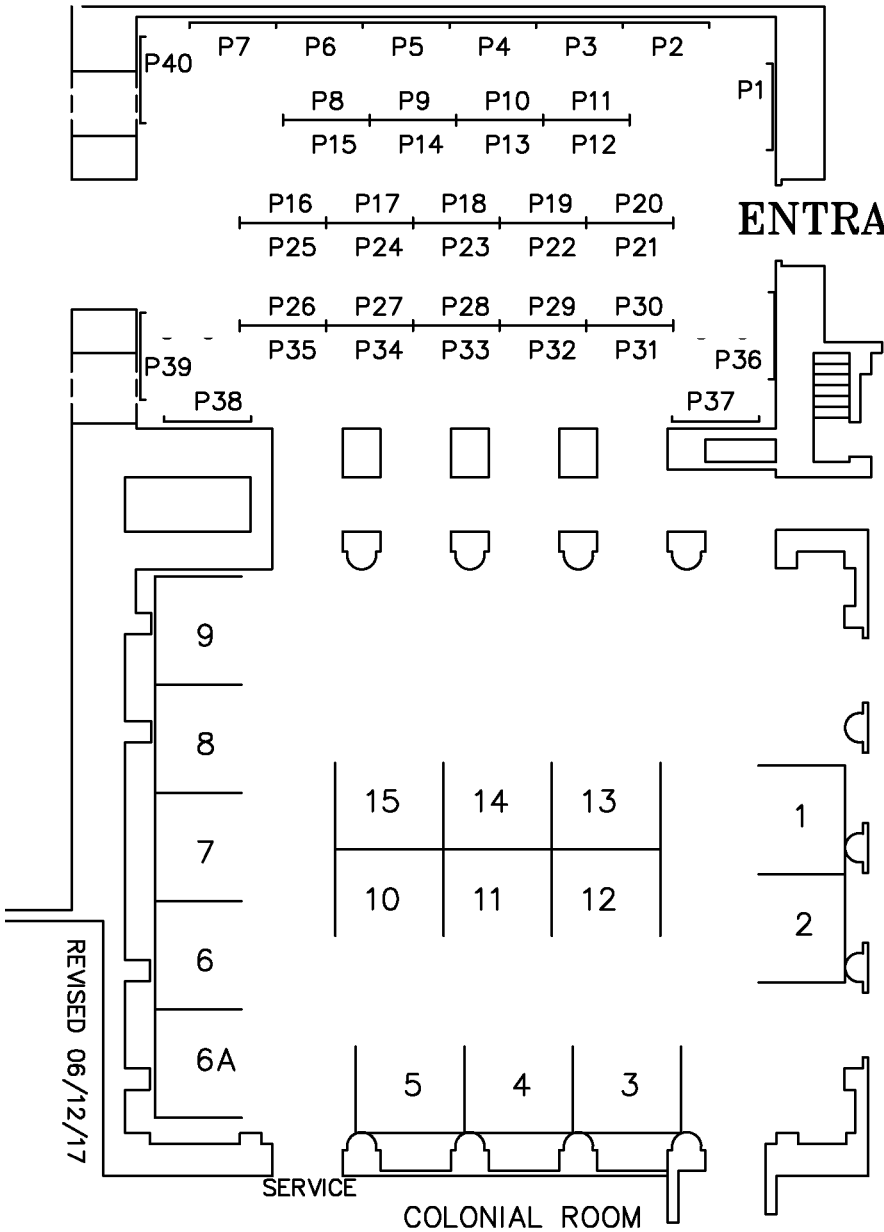 P7 P6 P5 P4 P3 P2
P40
P1
P8 P9 P10 P11
P15 P14 P13 P12
P16 P17 P18 P19 P20
ENTRA
P25 P24 P23 P22 P21
P26 P27 P28 P29 P30
P35 P34 P33 P32 P31
P39
P36
P38
P37
9
8
15 14 13
1
7
10 11 12
2
6
6A
5 4 3
REVISED 06/12/17
SERVICE
COLONIAL ROOM